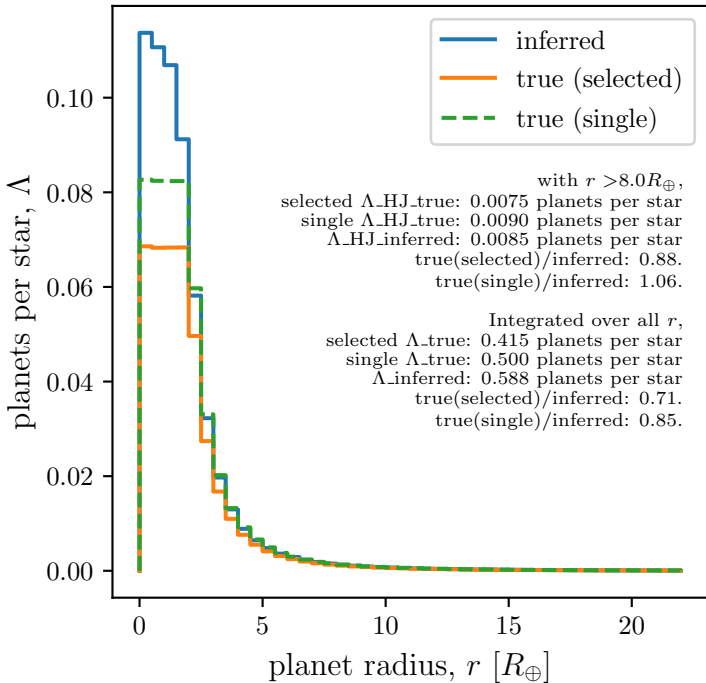 inferred
true (selected)
true (single)
with r >8.0R⊕,
selected Λ_HJ_true: 0.0075 planets per star
single Λ_HJ_true: 0.0090 planets per star
Λ_HJ_inferred: 0.0085 planets per star
true(selected)/inferred: 0.88.
true(single)/inferred: 1.06.
Integrated over all r,
selected Λ_true: 0.415 planets per star
single Λ_true: 0.500 planets per star
Λ_inferred: 0.588 planets per star
true(selected)/inferred: 0.71.
true(single)/inferred: 0.85.
planets per star, Λ
0.10
0.08
0.06
0.04
0.02
0.00
0 5 10 15 20
planet radius, r [R⊕]